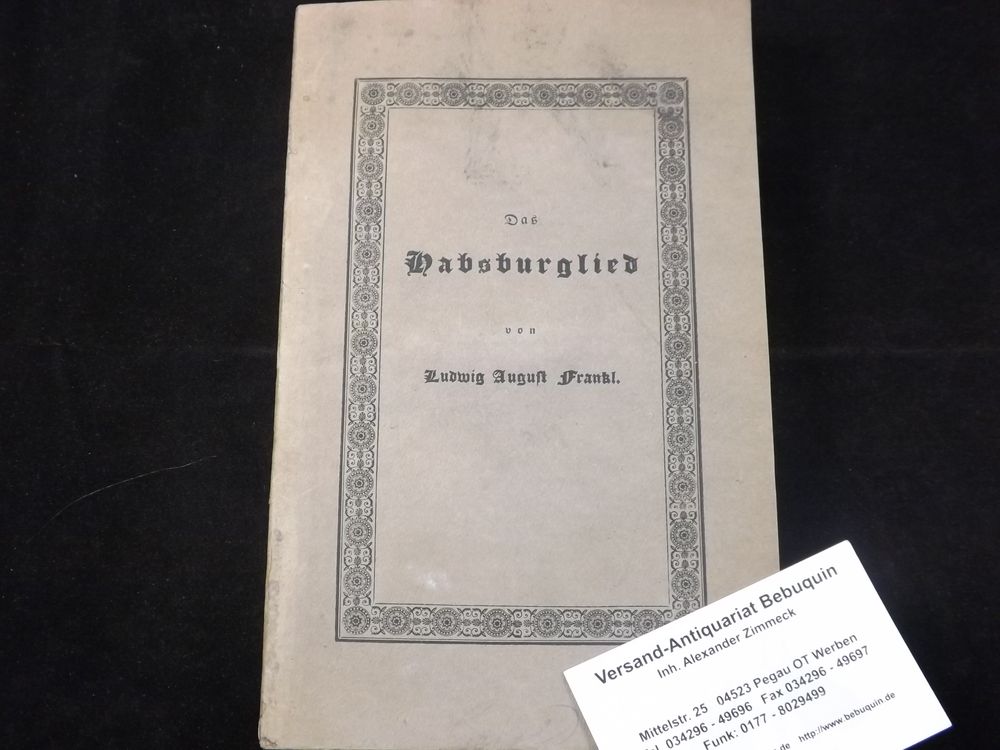 Das
Habsburglied
von
Ludwig August Frankl.
Versand-Antiquariat Bebuquin
Inh. Alexander Zimmeck
Mittelstr. 25 04523 Pegau OT Werben
034296 - 49696 Fax 034296 - 49697
Funk: 0177 - 8029499
http://www.bebuquin.de